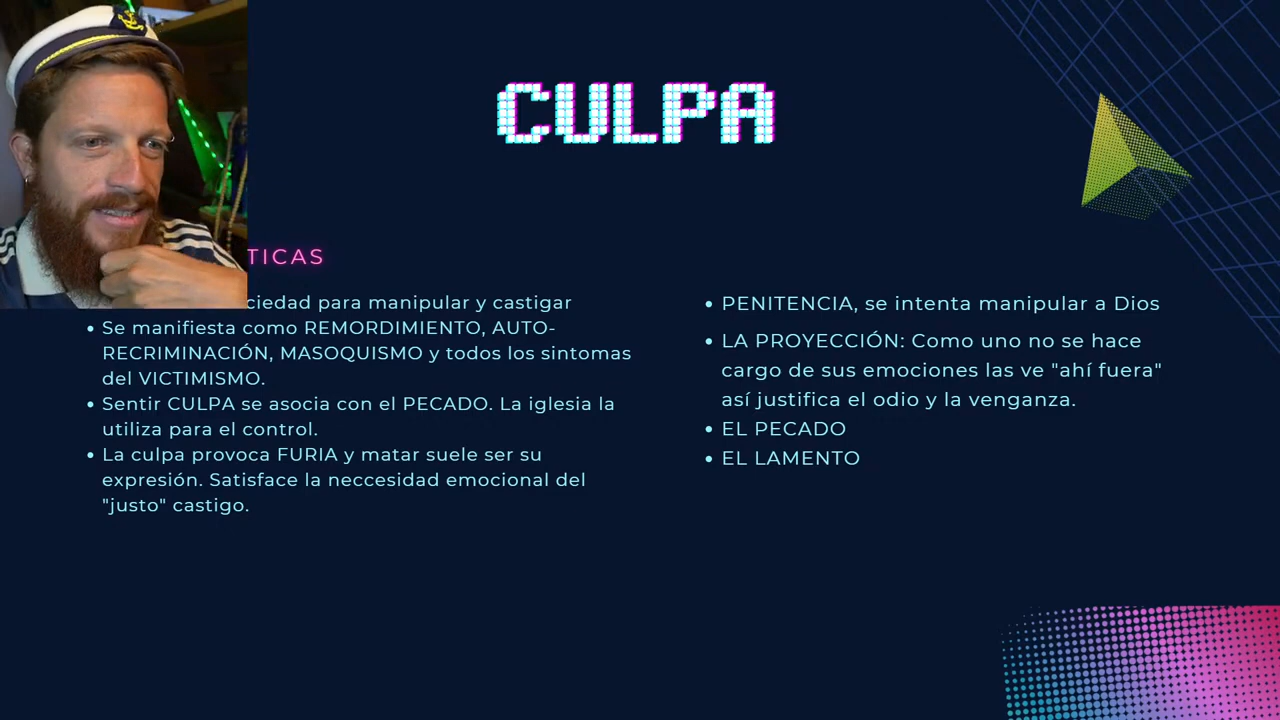 CULPA
TICAS
ciedad para manipular y castigar
• Se manifiesta como REMORDIMIENTO, AUTO-
RECRIMINACIÓN, MASOQUISMO y todos los sintomas
del VICTIMISMO.
• Sentir CULPA se asocia con el PECADO. La iglesia la
utiliza para el control.
• La culpa provoca FURIA y matar suele ser su
expresión. Satisface la neccesidad emocional del
"justo" castigo.
• PENITENCIA, se intenta manipular a Dios
• LA PROYECCIÓN: Como uno no se hace
cargo de sus emociones las ve "ahí fuera"
así justifica el odio y la venganza.
• EL PECADO
• EL LAMENTO